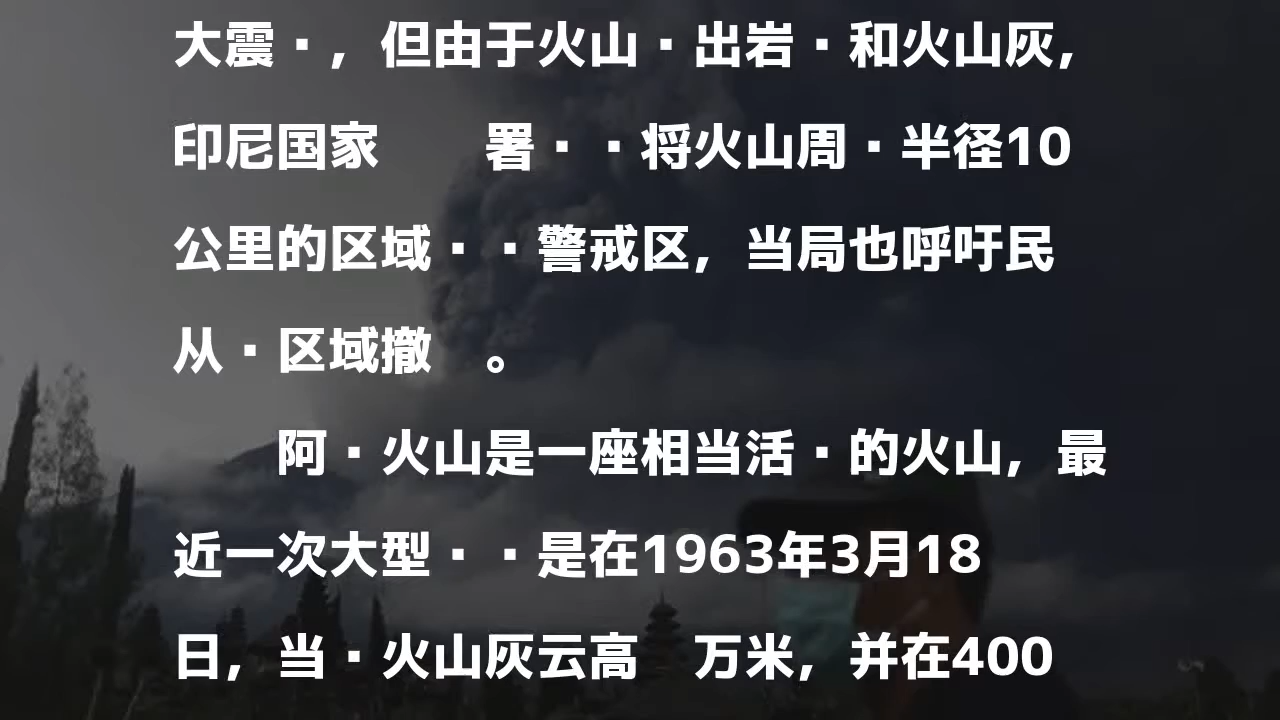 大震▪，但由于火山▪出岩▪和火山灰，
印尼国家　　署▪▪将火山周▪半径10
公里的区域▪▪警戒区，当局也呼吁民
从▪区域撤　。
阿▪火山是一座相当活▪的火山，最
近一次大型▪▪是在1963年3月18
日，当▪火山灰云高　万米，并在400